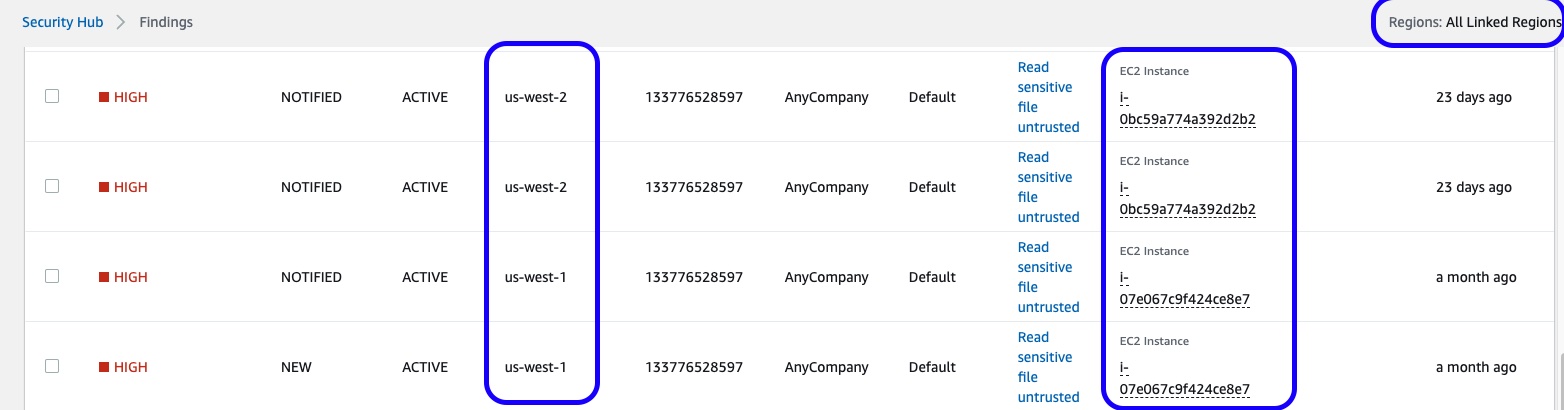 Security Hub > Findings
Regions: All Linked Regions
HIGH NOTIFIED ACTIVE us-west-2 133776528597 AnyCompany Default
Read
sensitive
file
untrusted
EC2 Instance
i-
0bc59a774a392d2b2
23 days ago
HIGH NOTIFIED ACTIVE us-west-2 133776528597 AnyCompany Default
Read
sensitive
file
untrusted
EC2 Instance
i-
0bc59a774a392d2b2
23 days ago
HIGH NOTIFIED ACTIVE us-west-1 133776528597 AnyCompany Default
Read
sensitive
file
untrusted
EC2 Instance
i-
07e067c9f424ce8e7
a month ago
HIGH NEW ACTIVE us-west-1 133776528597 AnyCompany Default
Read
sensitive
file
untrusted
EC2 Instance
i-
07e067c9f424ce8e7
a month ago